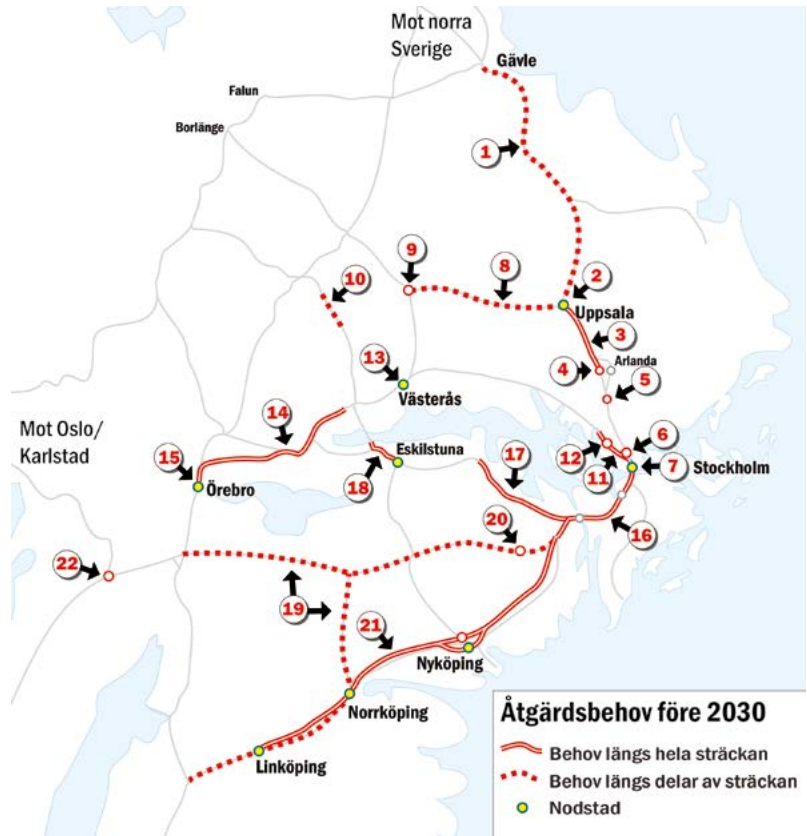 Mot norra
Sverige
Gävle
Falun
Borlänge
1
9
8
2
10
Uppsala
3
13
4
Arlanda
5
Västerås
14
Mot Oslo/
Karlstad
6
12
11
7
Stockholm
15
Eskilstuna
17
Örebro
18
16
20
22
19
21
Nyköping
Norrköping
Linköping
Åtgärdsbehov före 2030
Behov längs hela sträckan
Behov längs delar av sträckan
Nodstad